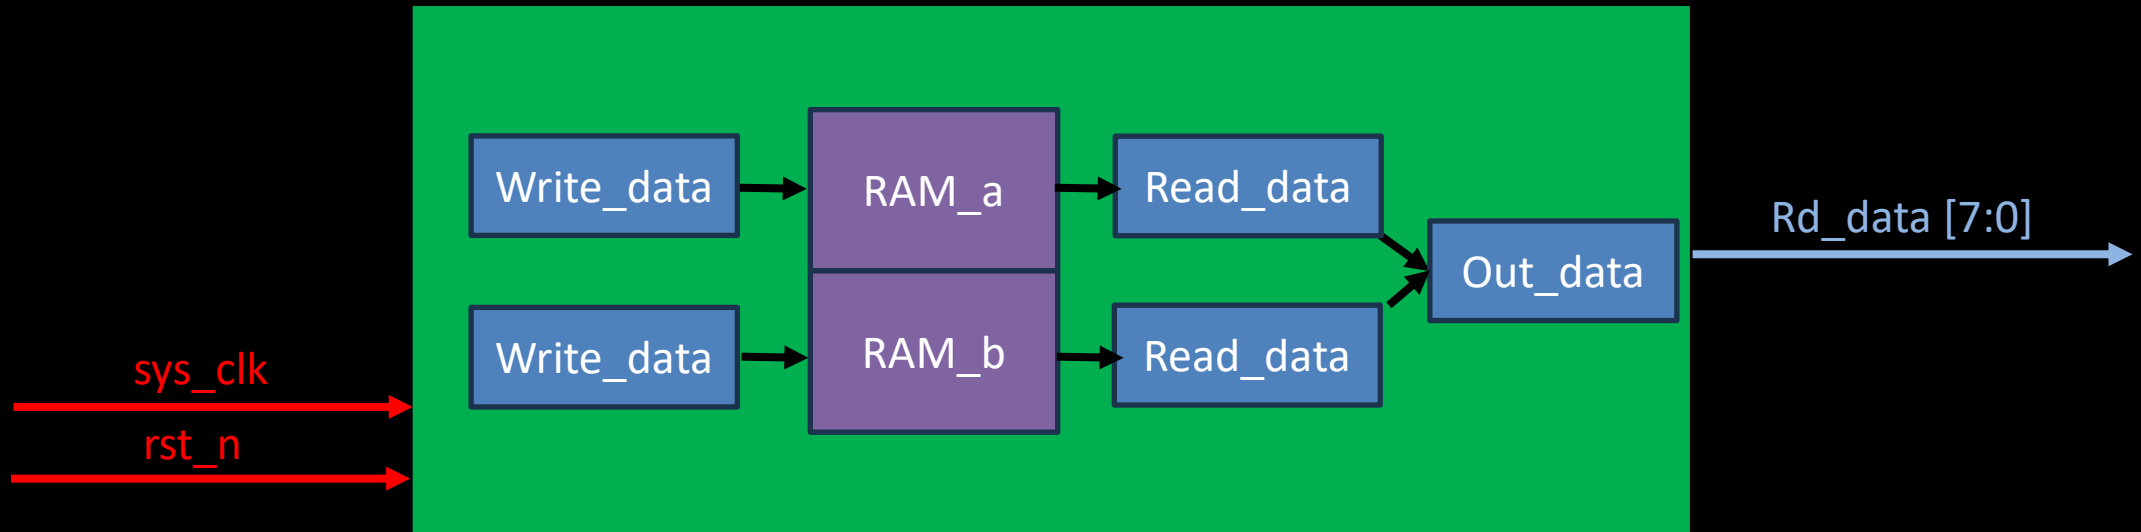 sys_clk
rst_n
Write_data
RAM_a
Read_data
Write_data
RAM_b
Read_data
Out_data
Rd_data [7:0]